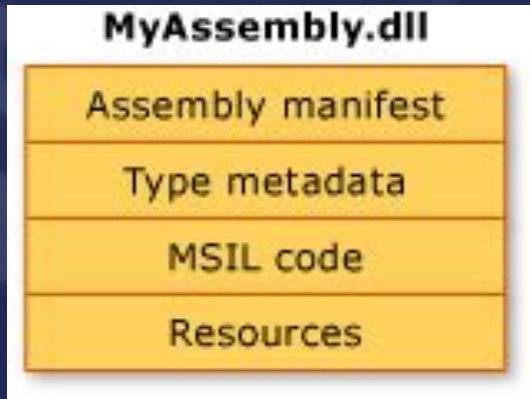 MyAssembly.dll
Assembly manifest
Type metadata
MSIL code
Resources